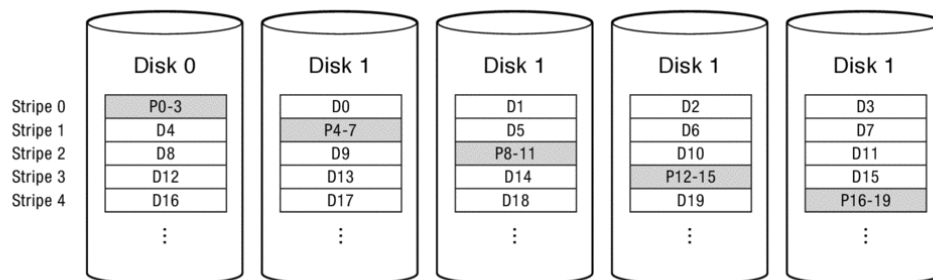 Disk 0 Disk 1 Disk 1 Disk 1 Disk 1
Stripe 0 P0-3 D0 D1 D2 D3
Stripe 1 D4 P4-7 D5 D6 D7
Stripe 2 D8 D9 P8-11 D10 D11
Stripe 3 D12 D13 D14 P12-15 D15
Stripe 4 D16 D17 D18 D19 P16-19
⋮ ⋮ ⋮ ⋮ ⋮